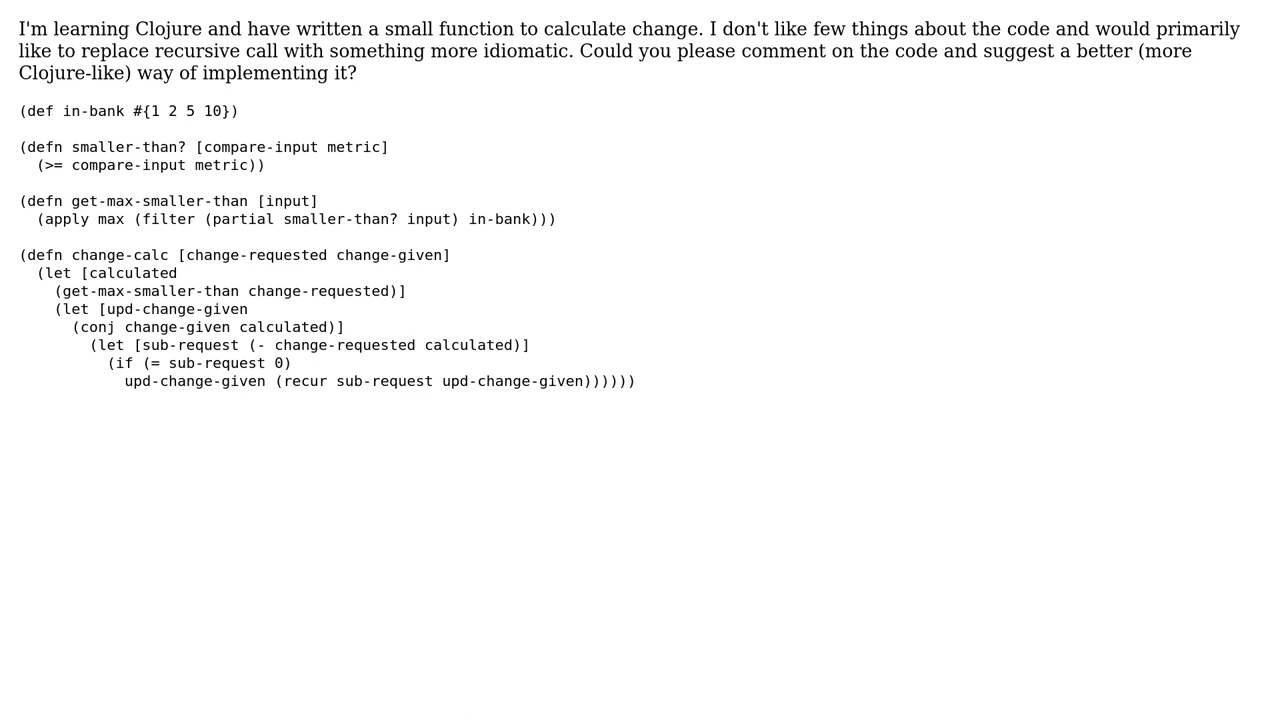 I'm learning Clojure and have written a small function to calculate change. I don't like few things about the code and would primarily
like to replace recursive call with something more idiomatic. Could you please comment on the code and suggest a better (more
Clojure-like) way of implementing it?
(def in-bank #{1 2 5 10})
(defn smaller-than? [compare-input metric]
  (>= compare-input metric))
(defn get-max-smaller-than [input]
  (apply max (filter (partial smaller-than? input) in-bank)))
(defn change-calc [change-requested change-given]
  (let [calculated
    (get-max-smaller-than change-requested)]
    (let [upd-change-given
      (conj change-given calculated)]
        (let [sub-request (- change-requested calculated)]
          (if (= sub-request 0)
            upd-change-given (recur sub-request upd-change-given))))))